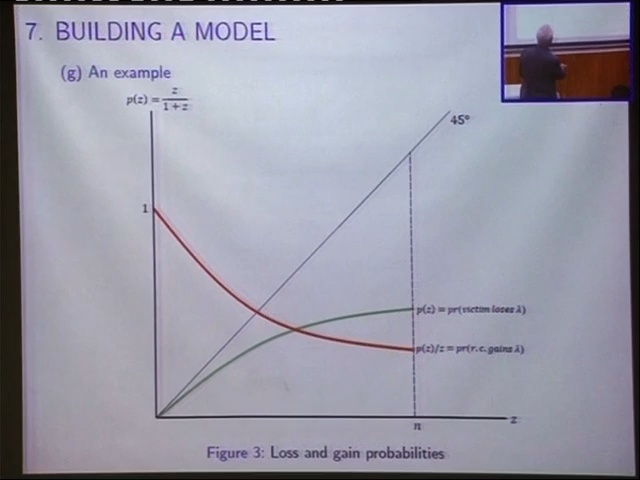 7. BUILDING A MODEL
(g) An example
p(z) = z / 1+z
45°
1
p(z) = pr(victim loses λ)
p(z)/z = pr(r.c. gains λ)
n
z
Figure 3: Loss and gain probabilities